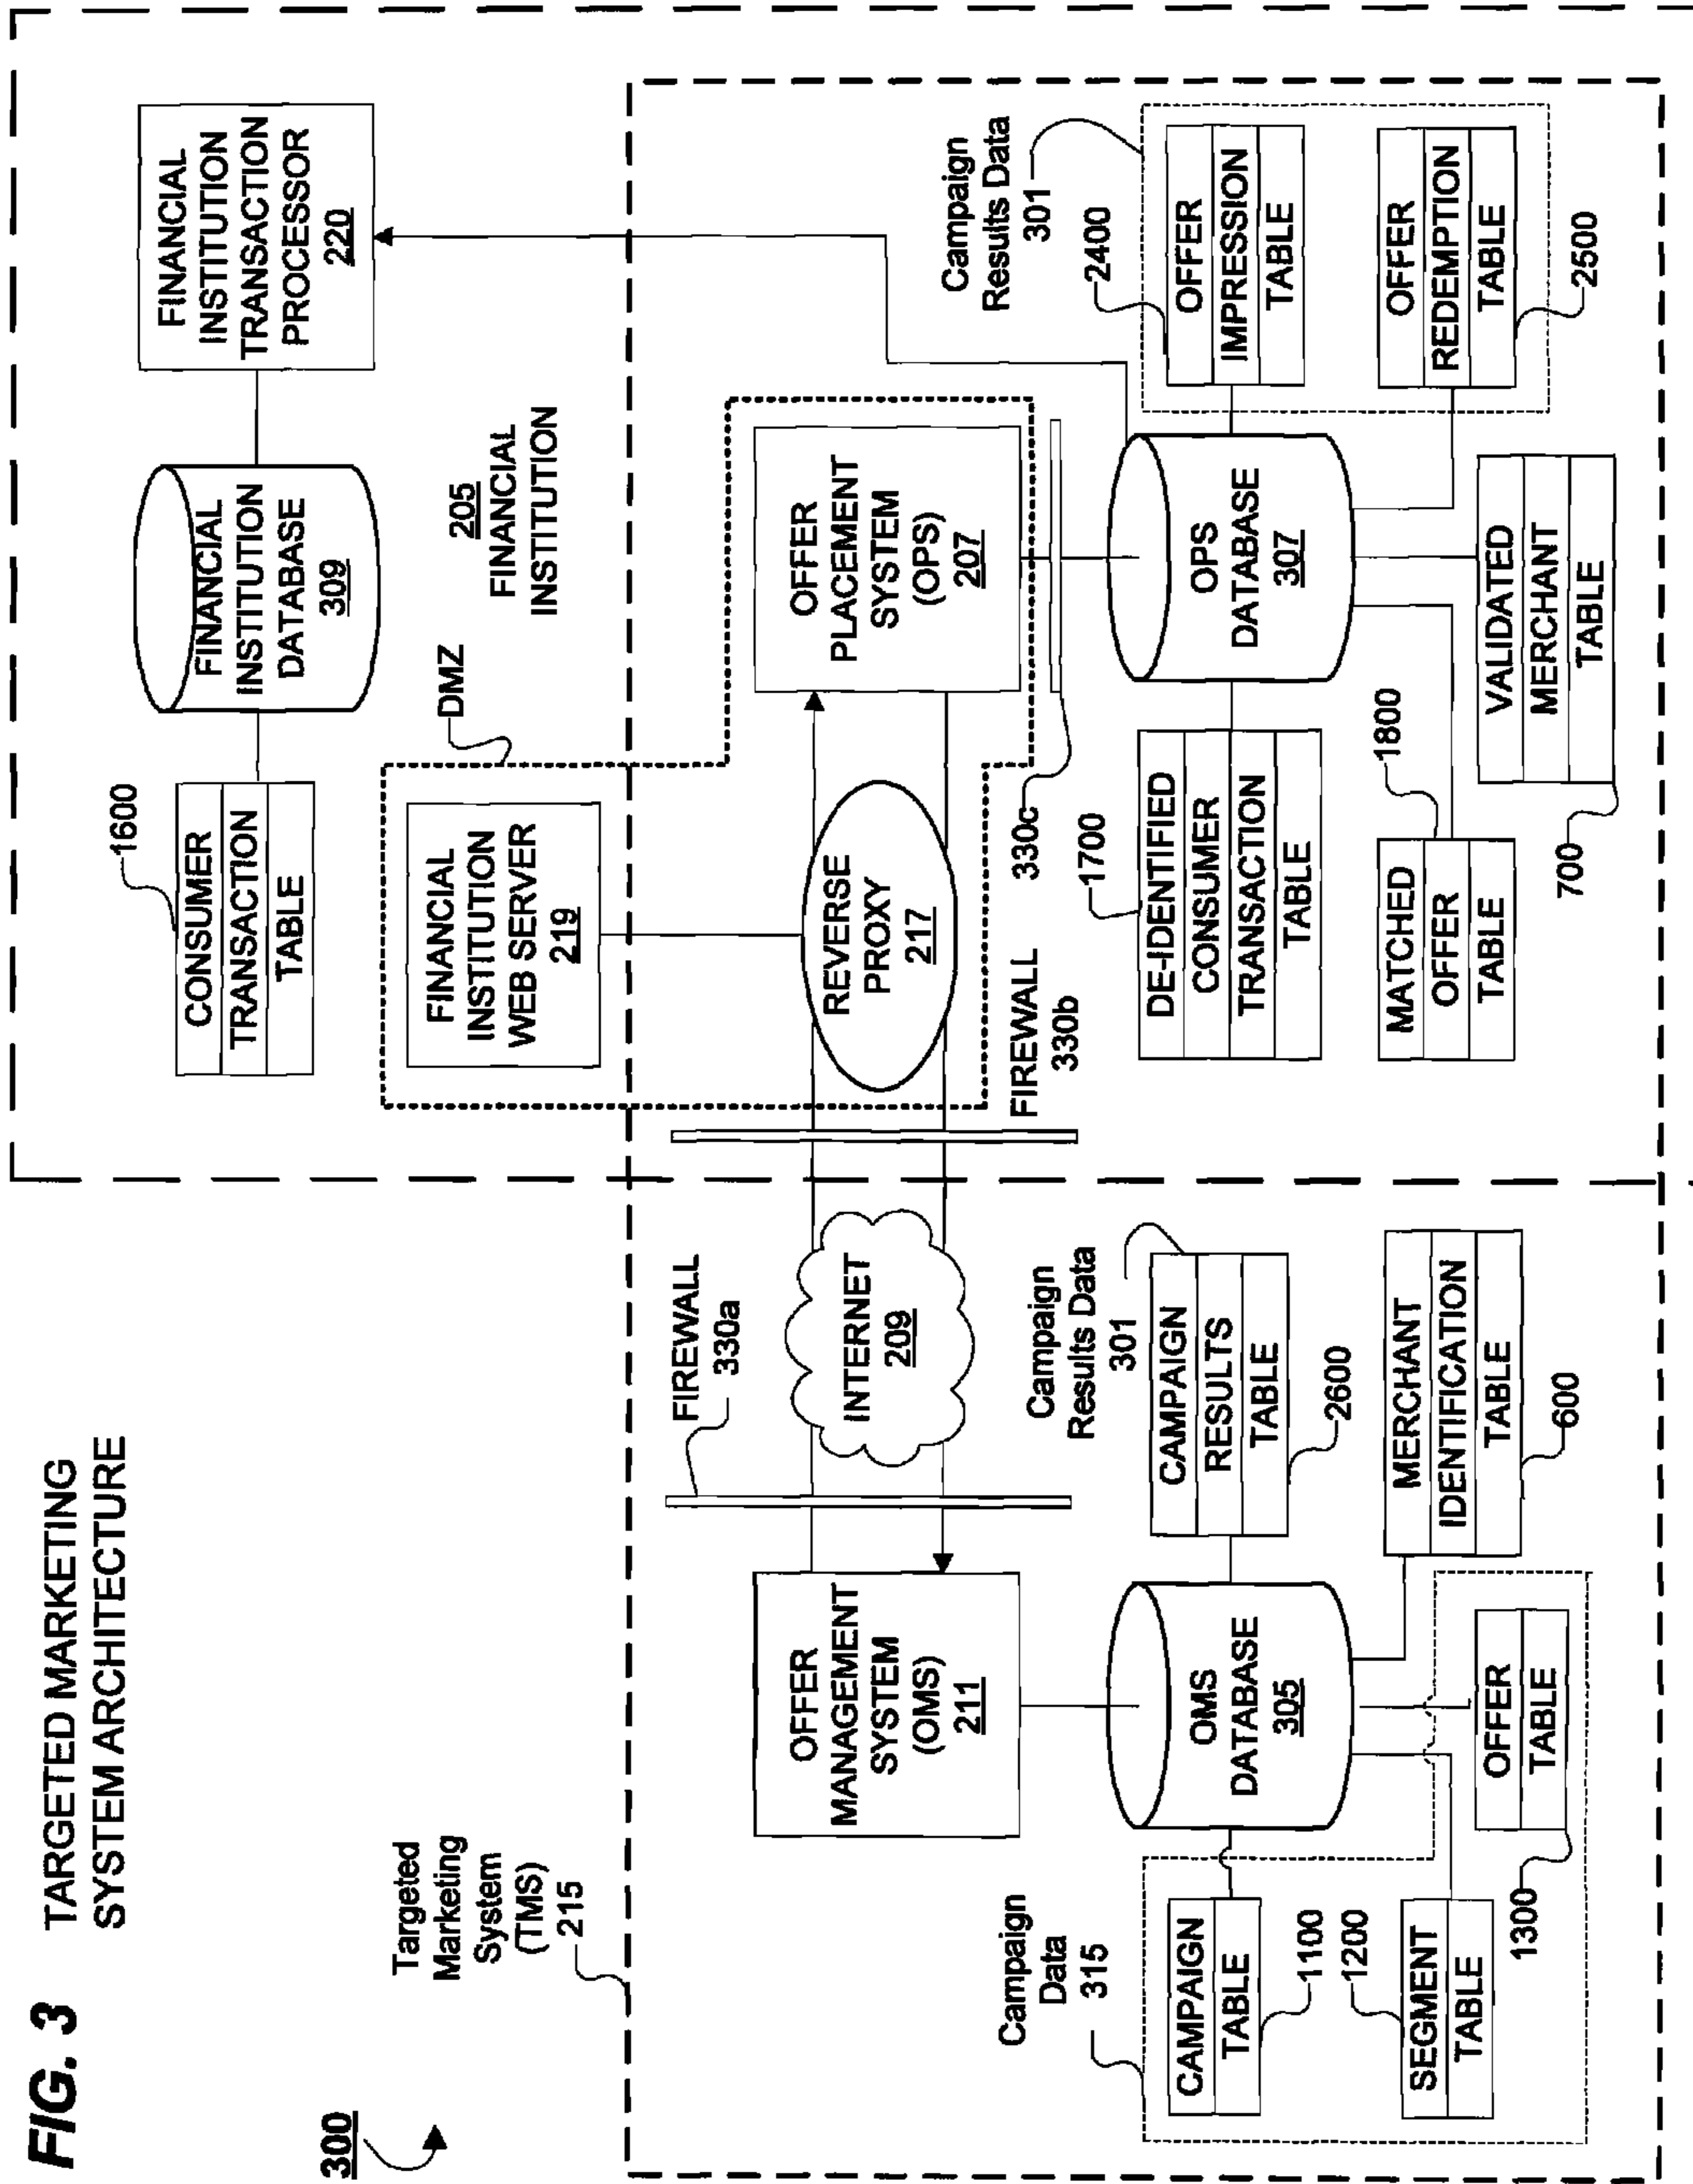 FIG. 3
TARGETED MARKETING
SYSTEM ARCHITECTURE
300
Targeted
Marketing
System
(TMS)
215
CONSUMER
TRANSACTION
TABLE
1600
FINANCIAL
INSTITUTION
DATABASE
309
FINANCIAL
INSTITUTION
TRANSACTION
PROCESSOR
220
DMZ
205
FINANCIAL
INSTITUTION
FINANCIAL
INSTITUTION
WEB SERVER
219
OFFER
MANAGEMENT
SYSTEM
(OMS)
211
FIREWALL
330a
INTERNET
209
REVERSE
PROXY
217
OFFER
PLACEMENT
SYSTEM
(OPS)
207
FIREWALL
330b
330c
Campaign
Data
315
CAMPAIGN
TABLE
1100
SEGMENT
TABLE
1200
OFFER
TABLE
1300
OMS
DATABASE
305
Campaign
Results Data
301
CAMPAIGN
RESULTS
TABLE
2600
MERCHANT
IDENTIFICATION
TABLE
600
DE-IDENTIFIED
CONSUMER
TRANSACTION
TABLE
1700
MATCHED
OFFER
TABLE
1800
VALIDATED
MERCHANT
TABLE
700
OPS
DATABASE
307
Campaign
Results Data
301
2400
OFFER
IMPRESSION
TABLE
OFFER
REDEMPTION
TABLE
2500